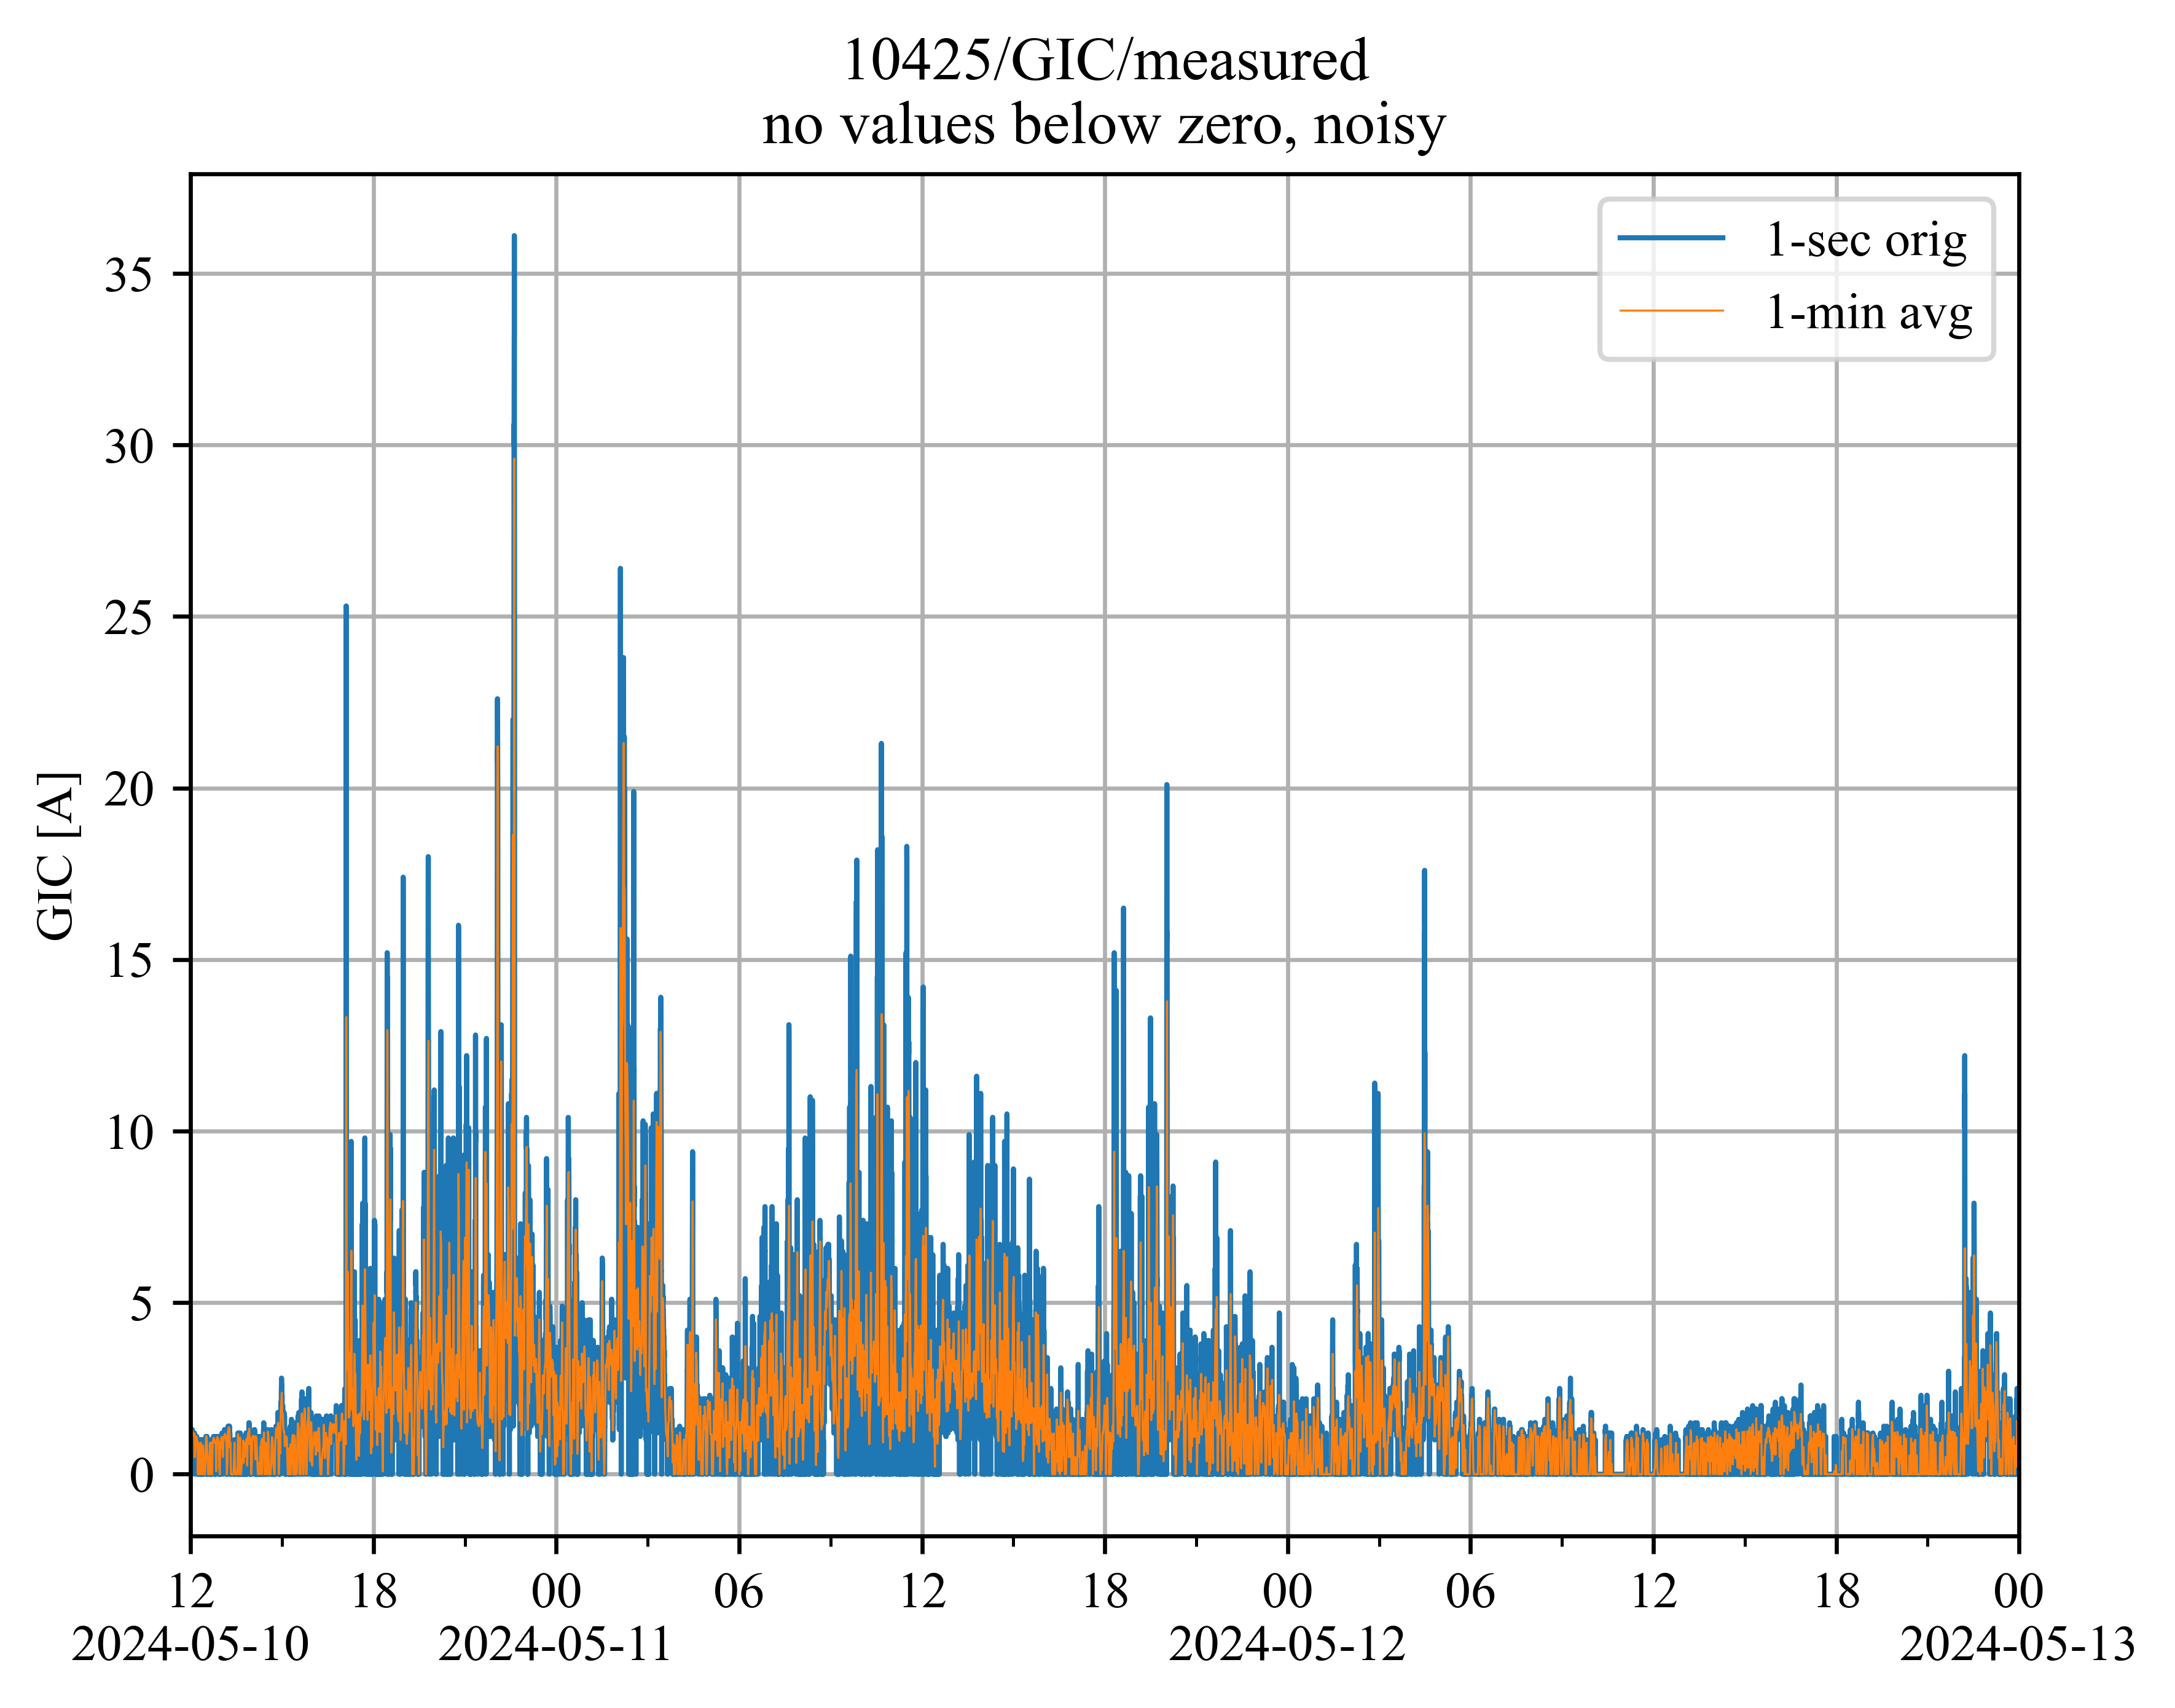 10425/GIC/measured
no values below zero, noisy
1-sec orig
1-min avg
GIC [A]
35
30
25
20
15
10
5
0
12 18 00 06 12 18 00 06 12 18 00
2024-05-10 2024-05-11 2024-05-12 2024-05-13